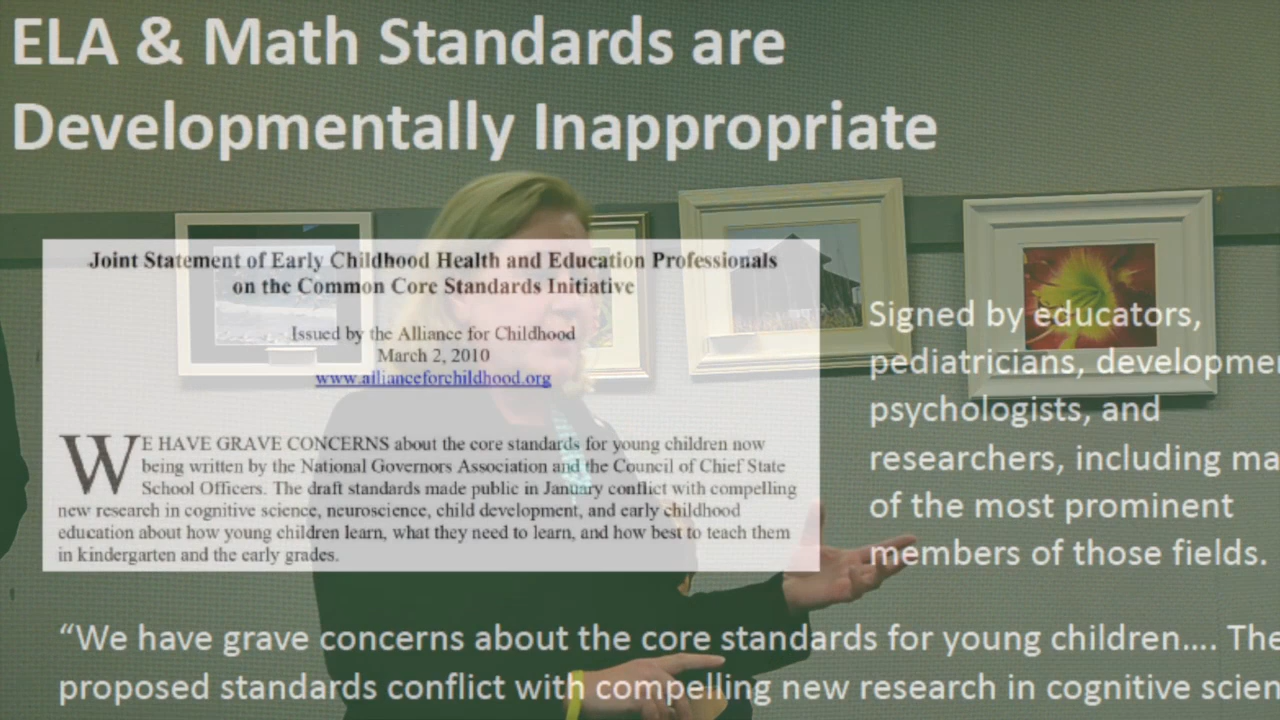 ELA & Math Standards are
Developmentally Inappropriate
Joint Statement of Early Childhood Health and Education Professionals
on the Common Core Standards Initiative
Issued by the Alliance for Childhood
March 2, 2010
www.allianceforchildhood.org
WE HAVE GRAVE CONCERNS about the core standards for young children now
being written by the National Governors Association and the Council of Chief State
School Officers. The draft standards made public in January conflict with compelling
new research in cognitive science, neuroscience, child development, and early childhood
education about how young children learn, what they need to learn, and how best to teach them
in kindergarten and the early grades.
Signed by educators,
pediatricians, developmen
psychologists, and
researchers, including ma
of the most prominent
members of those fields.
“We have grave concerns about the core standards for young children…. The
proposed standards conflict with compelling new research in cognitive scien